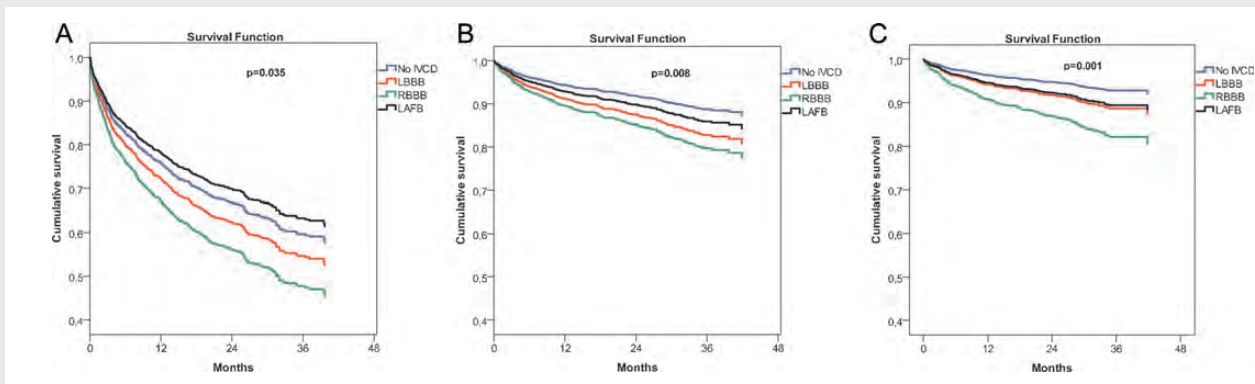 A
Survival Function
p=0.035
No IVCD
LBBB
RBBB
LAFB
1,0
0,9
0,8
0,7
0,6
0,5
0,4
Cumulative survival
0 12 24 36 48
Months
B
Survival Function
p=0.008
No IVCD
LBBB
RBBB
LAFB
1,0
0,9
0,8
0,7
0,6
0,5
0,4
Cumulative survival
0 12 24 36 48
Months
C
Survival Function
p=0.001
No IVCD
LBBB
RBBB
LAFB
1,0
0,9
0,8
0,7
0,6
0,5
0,4
Cumulative survival
0 12 24 36 48
Months